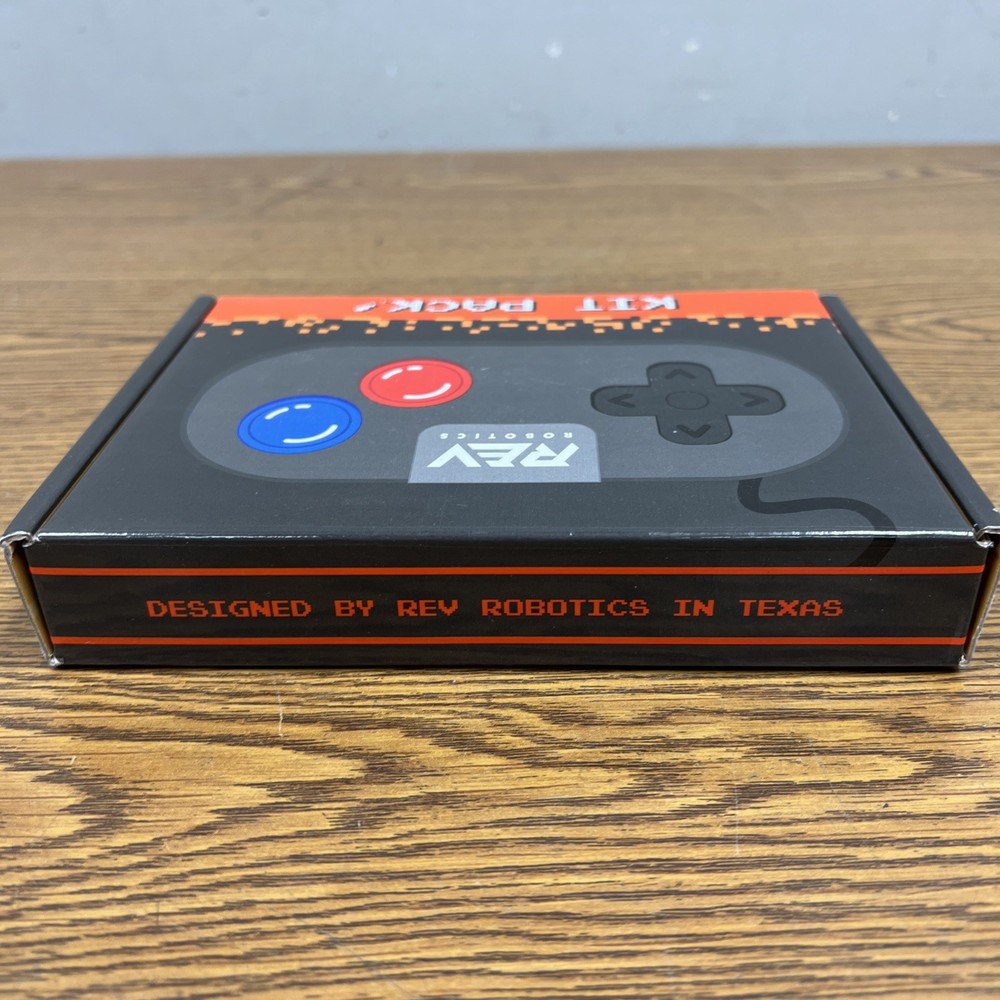 KIT PACK!
REV
ROBOTICS
DESIGNED BY REV ROBOTICS IN TEXAS